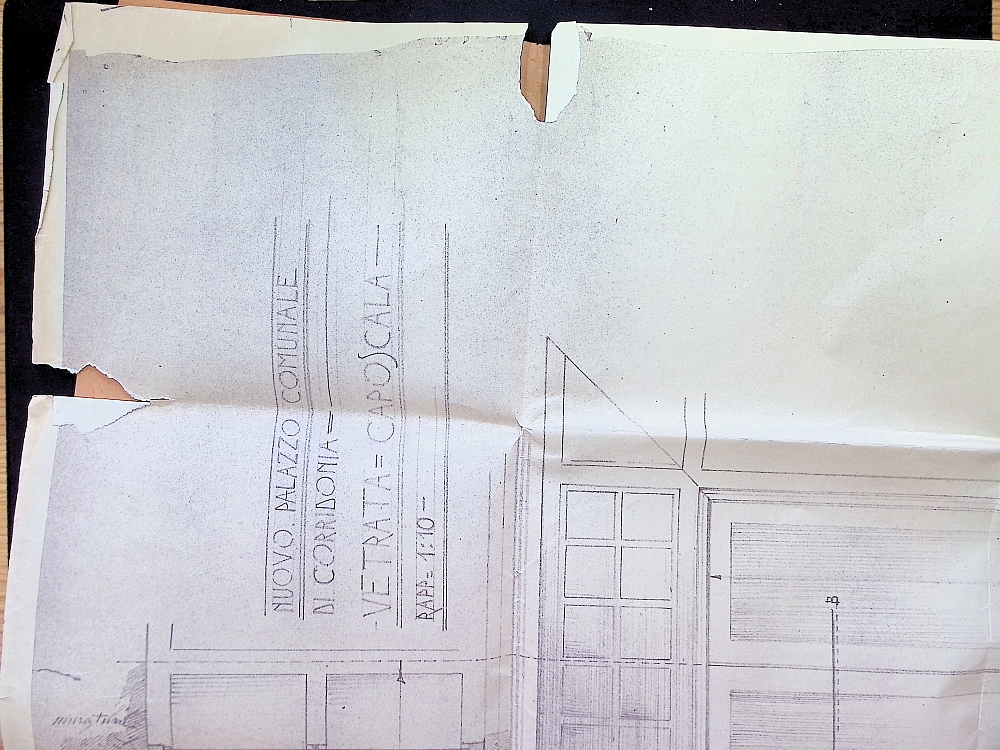 NUOVO. PALAZZO COMUNALE
DI CORRIDONIA =
- VETRATA = CAPOSCALA -
RAPP = 1:10 -
A
A
B